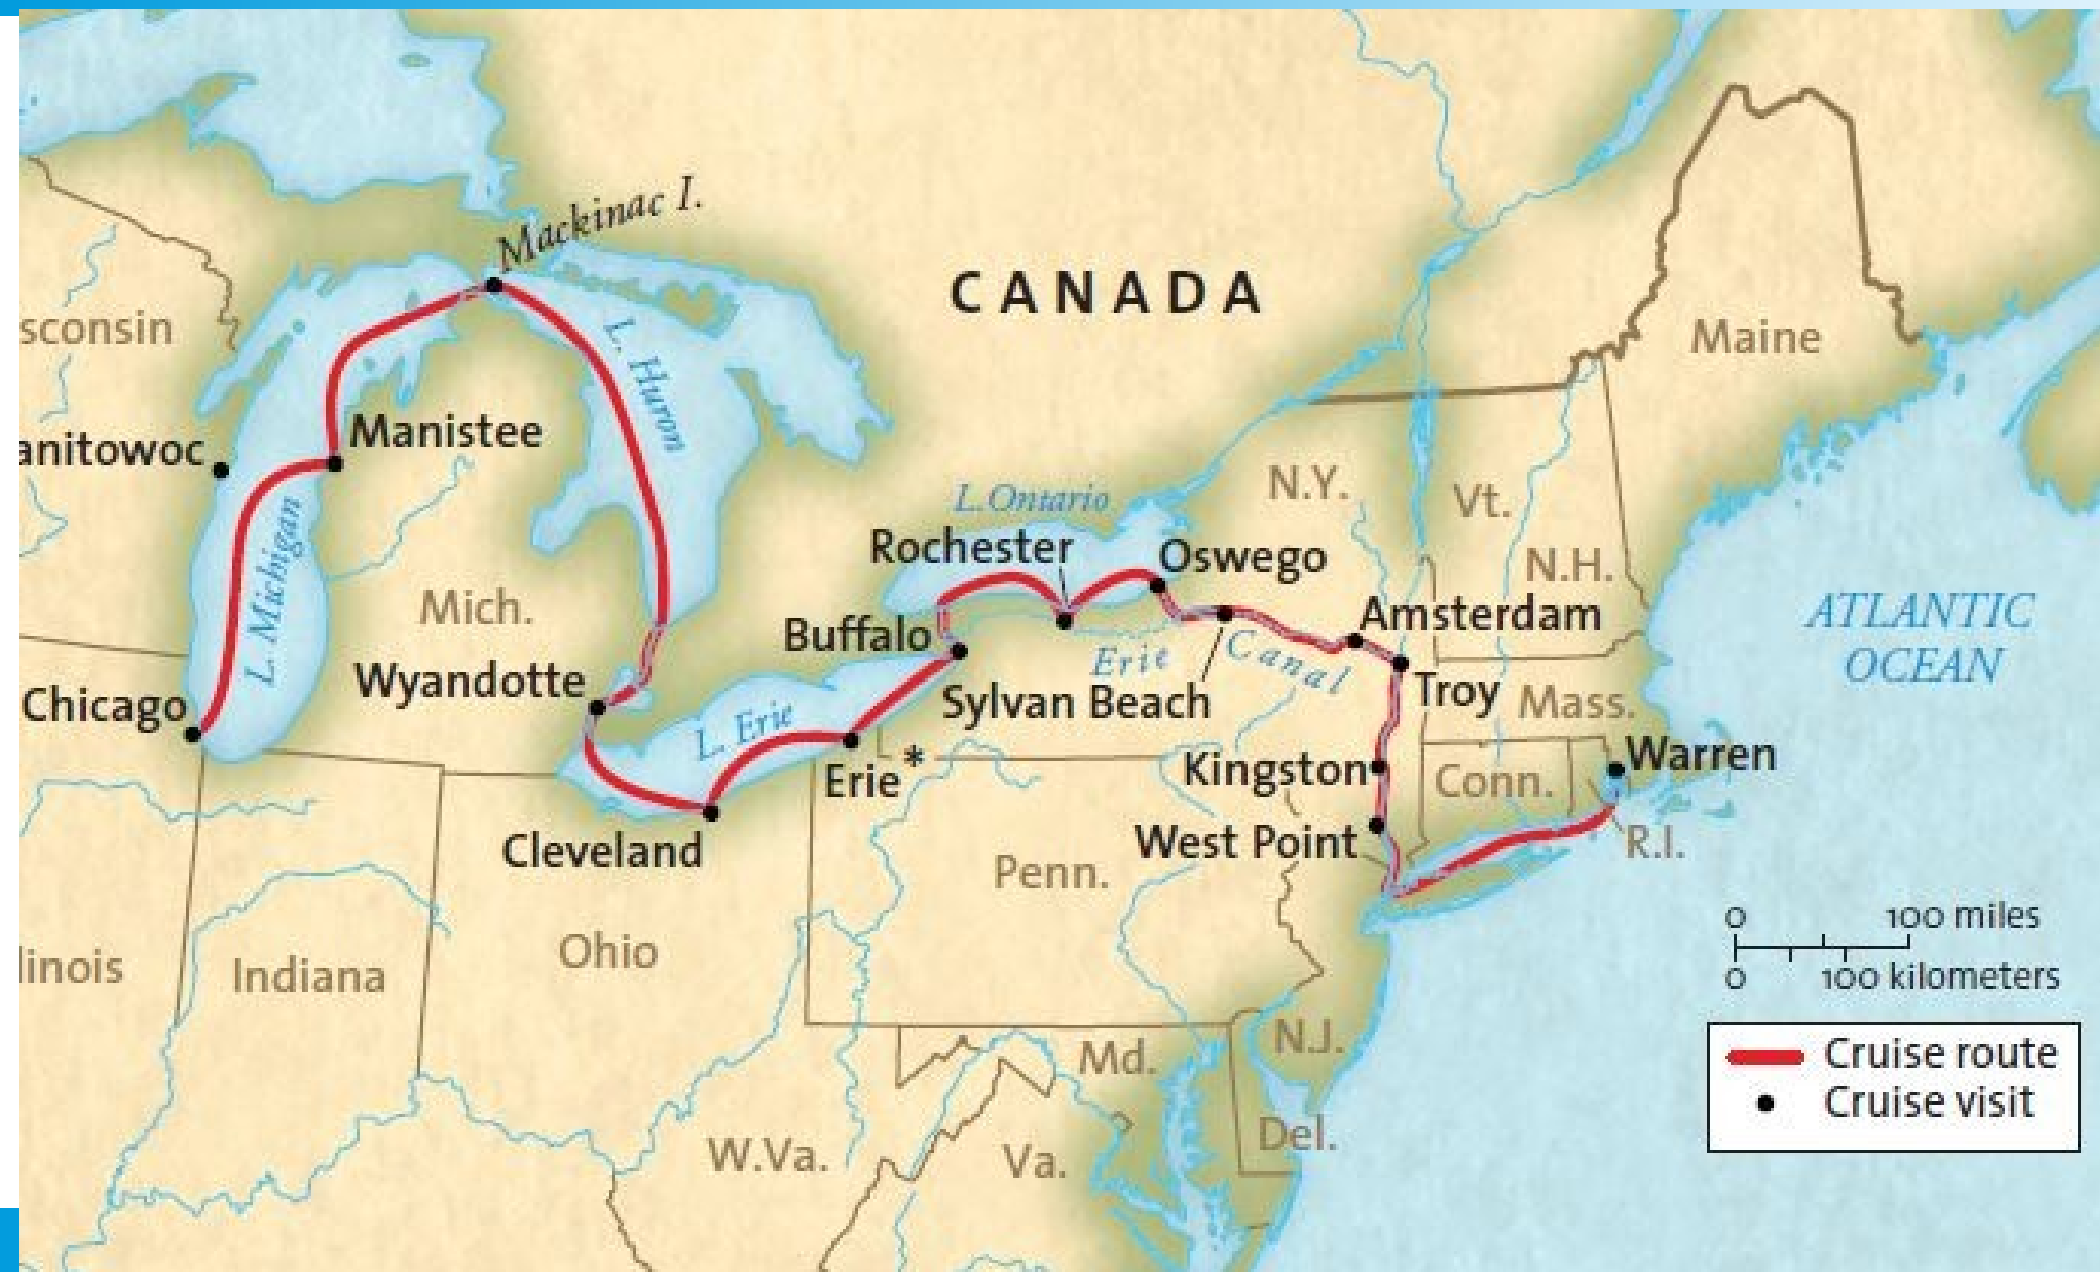 Mackinac I.
CANADA
sconsin
Maine
L. Huron
anitowoc
Manistee
L. Ontario
N.Y.
Vt.
Rochester
Oswego
N.H.
L. Michigan
Mich.
Buffalo
Amsterdam
ATLANTIC
OCEAN
Erie
Canal
Wyandotte
Chicago
Sylvan Beach
Troy
Mass.
L. Erie
Erie*
Kingston
Conn.
Warren
Cleveland
West Point
R.I.
Penn.
0 100 miles
0 100 kilometers
linois
Indiana
Ohio
N.J.
Md.
Cruise route
Cruise visit
W.Va.
Va.
Del.